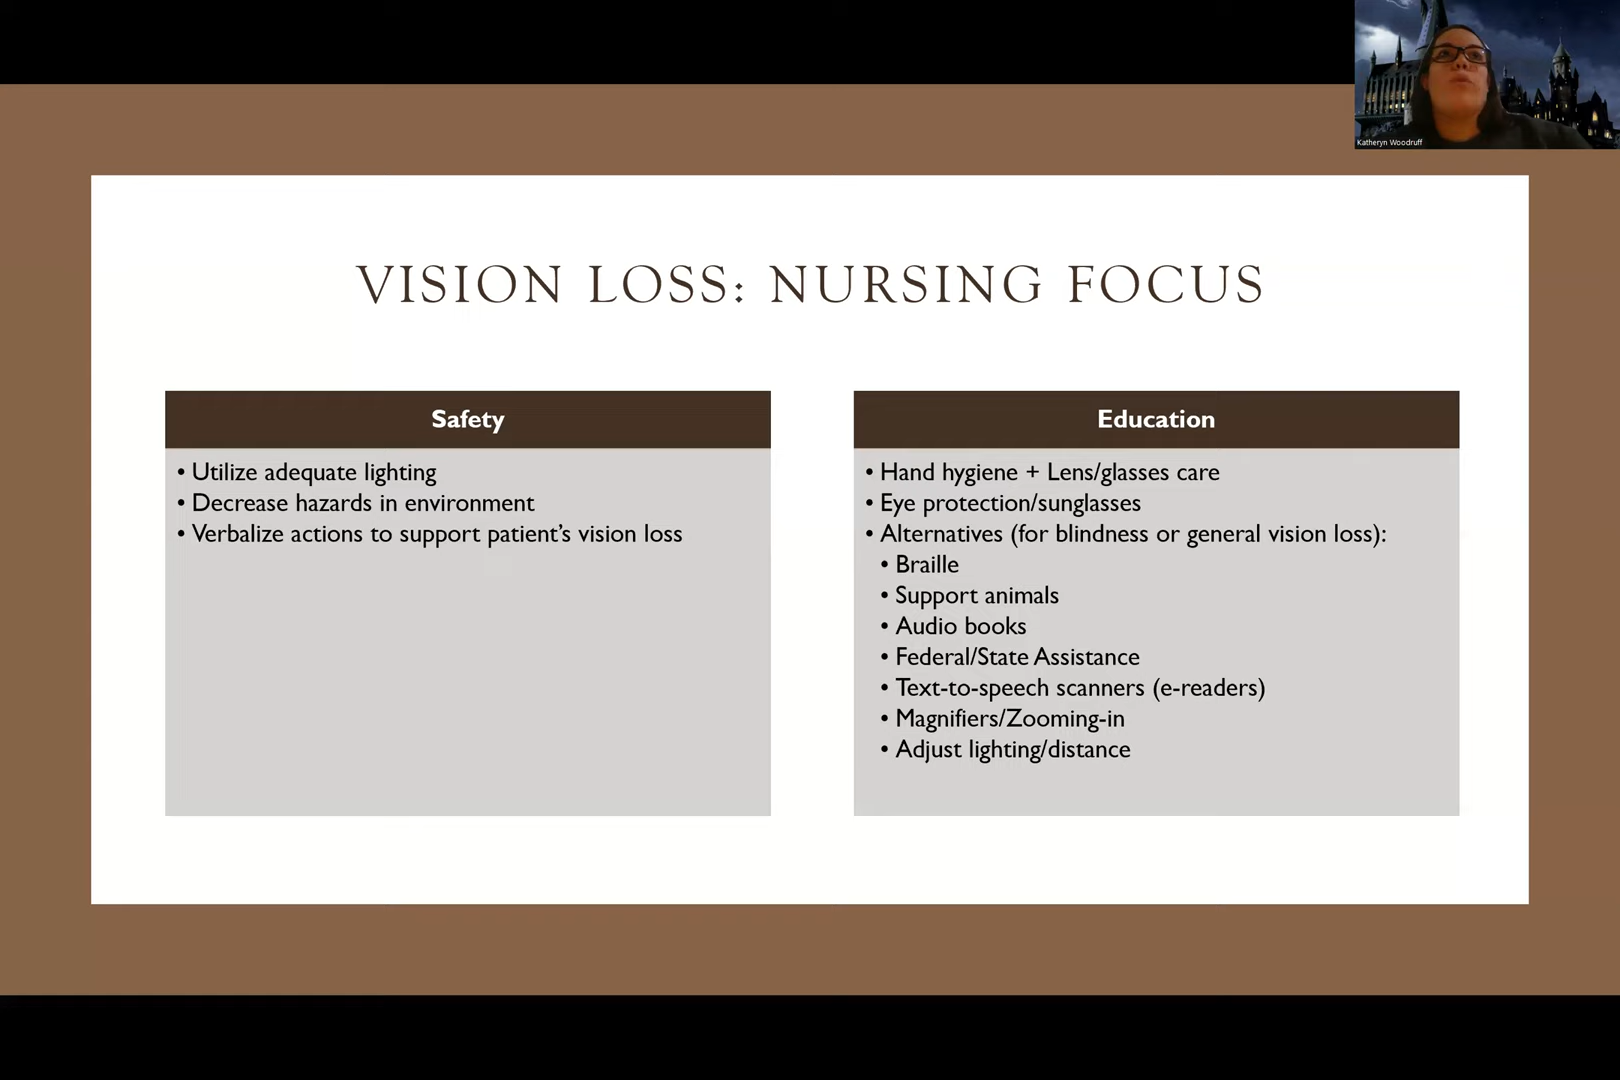 Katheryn Woodruff
VISION LOSS: NURSING FOCUS
Safety
• Utilize adequate lighting
• Decrease hazards in environment
• Verbalize actions to support patient’s vision loss
Education
• Hand hygiene + Lens/glasses care
• Eye protection/sunglasses
• Alternatives (for blindness or general vision loss):
• Braille
• Support animals
• Audio books
• Federal/State Assistance
• Text-to-speech scanners (e-readers)
• Magnifiers/Zooming-in
• Adjust lighting/distance